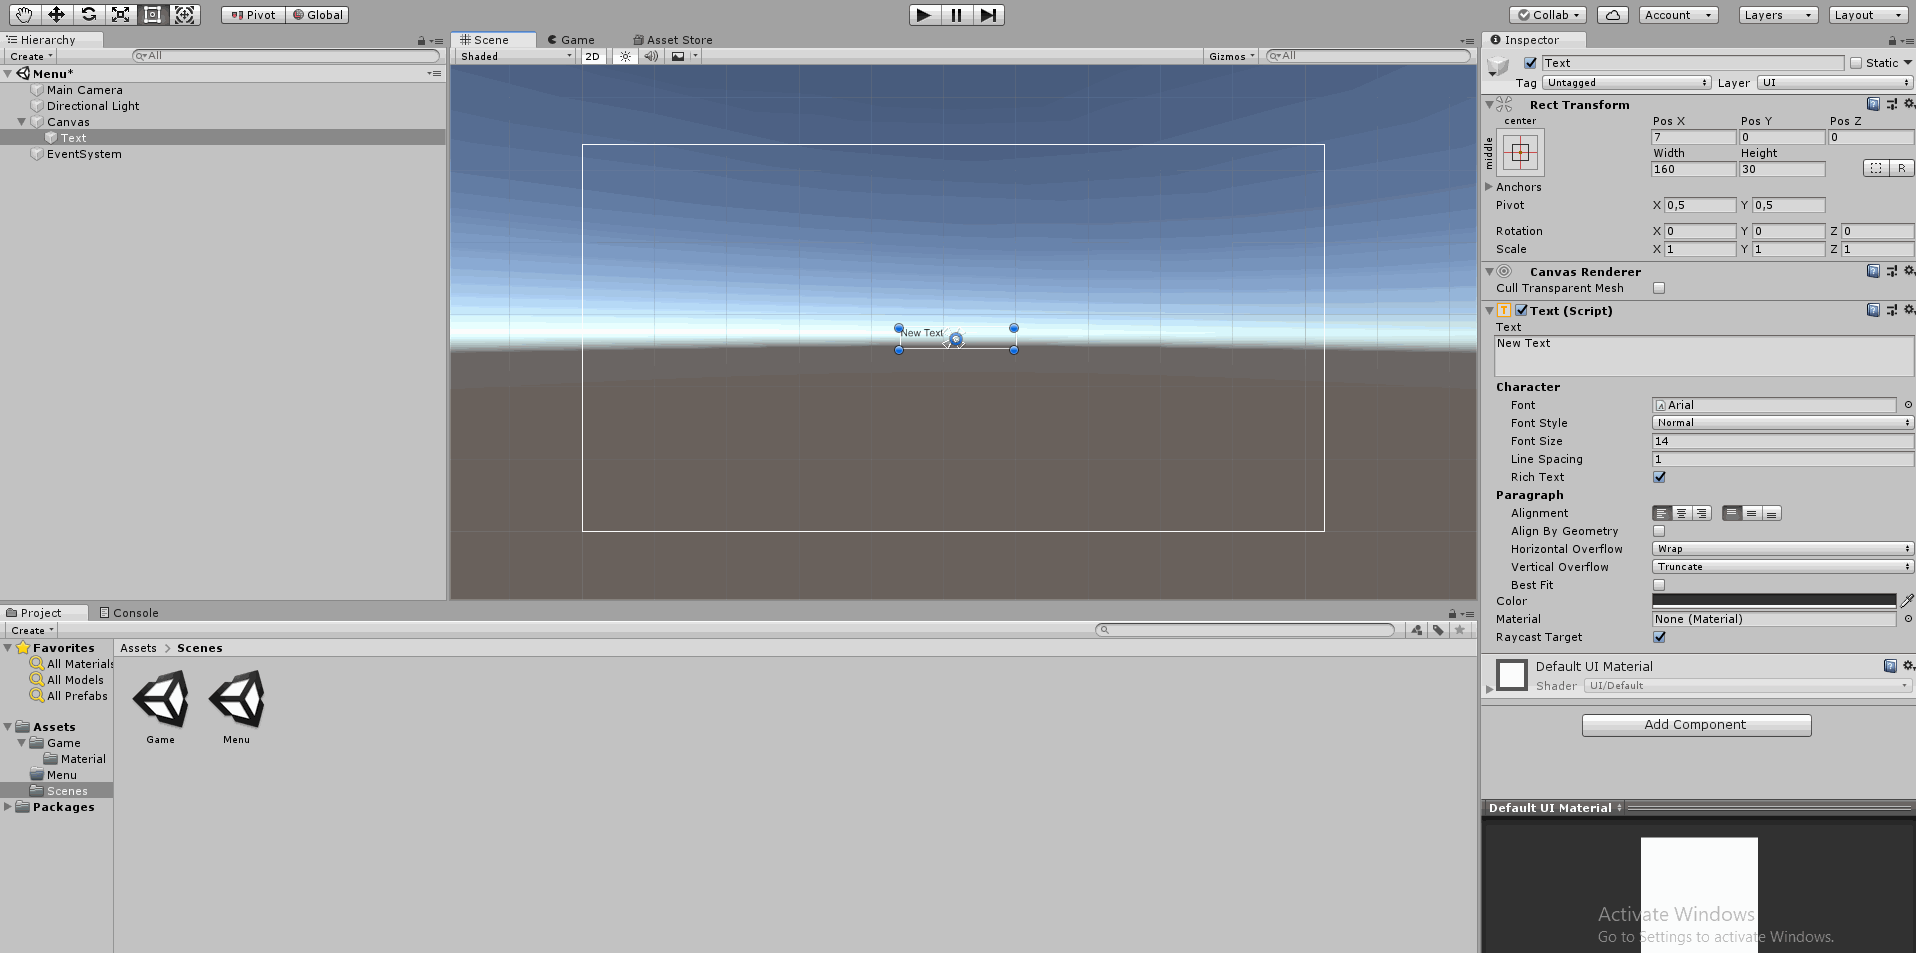 Pivot Global Collab Account Layers Layout
Hierarchy
Create All
Menu*
Main Camera
Directional Light
Canvas
Text
EventSystem
Scene Game Asset Store
Shaded 2D Gizmos All
New Text
Inspector
Text Static
Tag Untagged Layer UI
Rect Transform
center
middle
Pos X Pos Y Pos Z
7 0 0
Width Height
160 30
R
Anchors
Pivot X 0,5 Y 0,5
Rotation X 0 Y 0 Z 0
Scale X 1 Y 1 Z 1
Canvas Renderer
Cull Transparent Mesh
Text (Script)
Text
New Text
Character
Font Arial
Font Style Normal
Font Size 14
Line Spacing 1
Rich Text
Paragraph
Alignment
Align By Geometry
Horizontal Overflow Wrap
Vertical Overflow Truncate
Best Fit
Color
Material None (Material)
Raycast Target
Default UI Material
Shader UI/Default
Add Component
Default UI Material
Project Console
Create
Favorites
All Materials
All Models
All Prefabs
Assets
Game
Material
Menu
Scenes
Packages
Assets > Scenes
Game Menu
Activate Windows
Go to Settings to activate Windows.